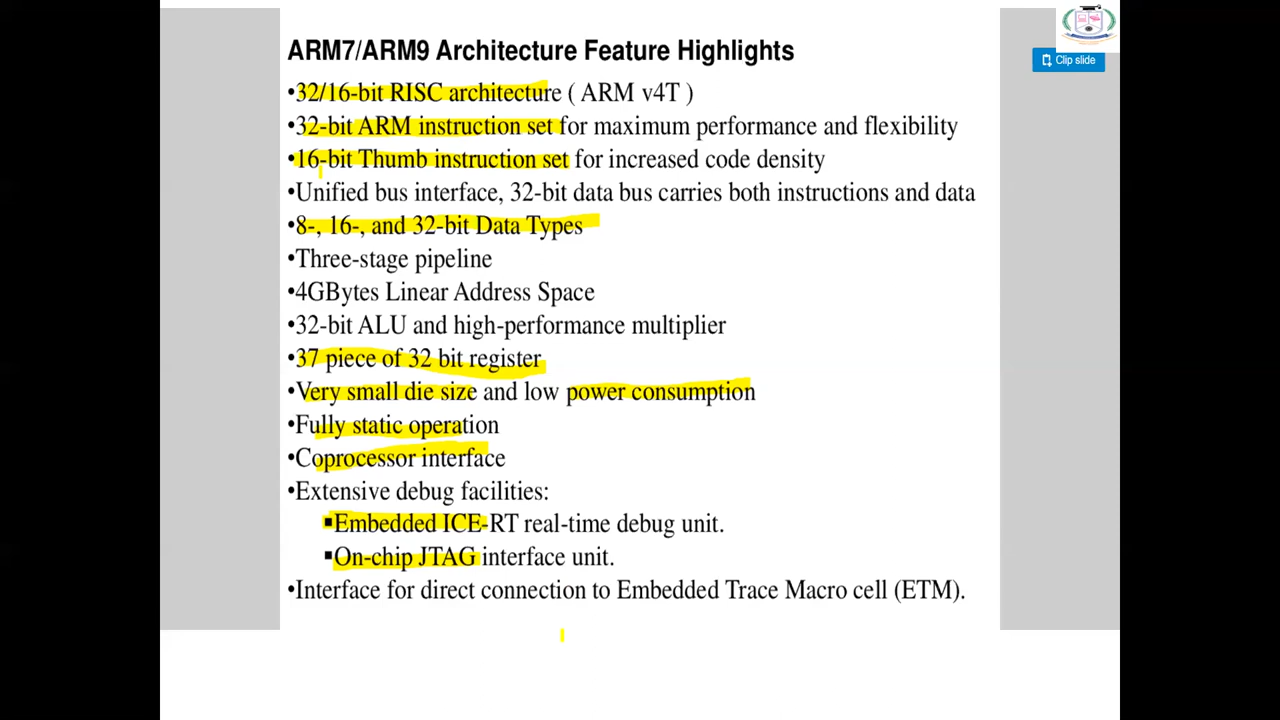 ARM7/ARM9 Architecture Feature Highlights
Clip slide
•32/16-bit RISC architecture ( ARM v4T )
•32-bit ARM instruction set for maximum performance and flexibility
•16-bit Thumb instruction set for increased code density
•Unified bus interface, 32-bit data bus carries both instructions and data
•8-, 16-, and 32-bit Data Types
•Three-stage pipeline
•4GBytes Linear Address Space
•32-bit ALU and high-performance multiplier
•37 piece of 32 bit register
•Very small die size and low power consumption
•Fully static operation
•Coprocessor interface
•Extensive debug facilities:
▪Embedded ICE-RT real-time debug unit.
▪On-chip JTAG interface unit.
•Interface for direct connection to Embedded Trace Macro cell (ETM).